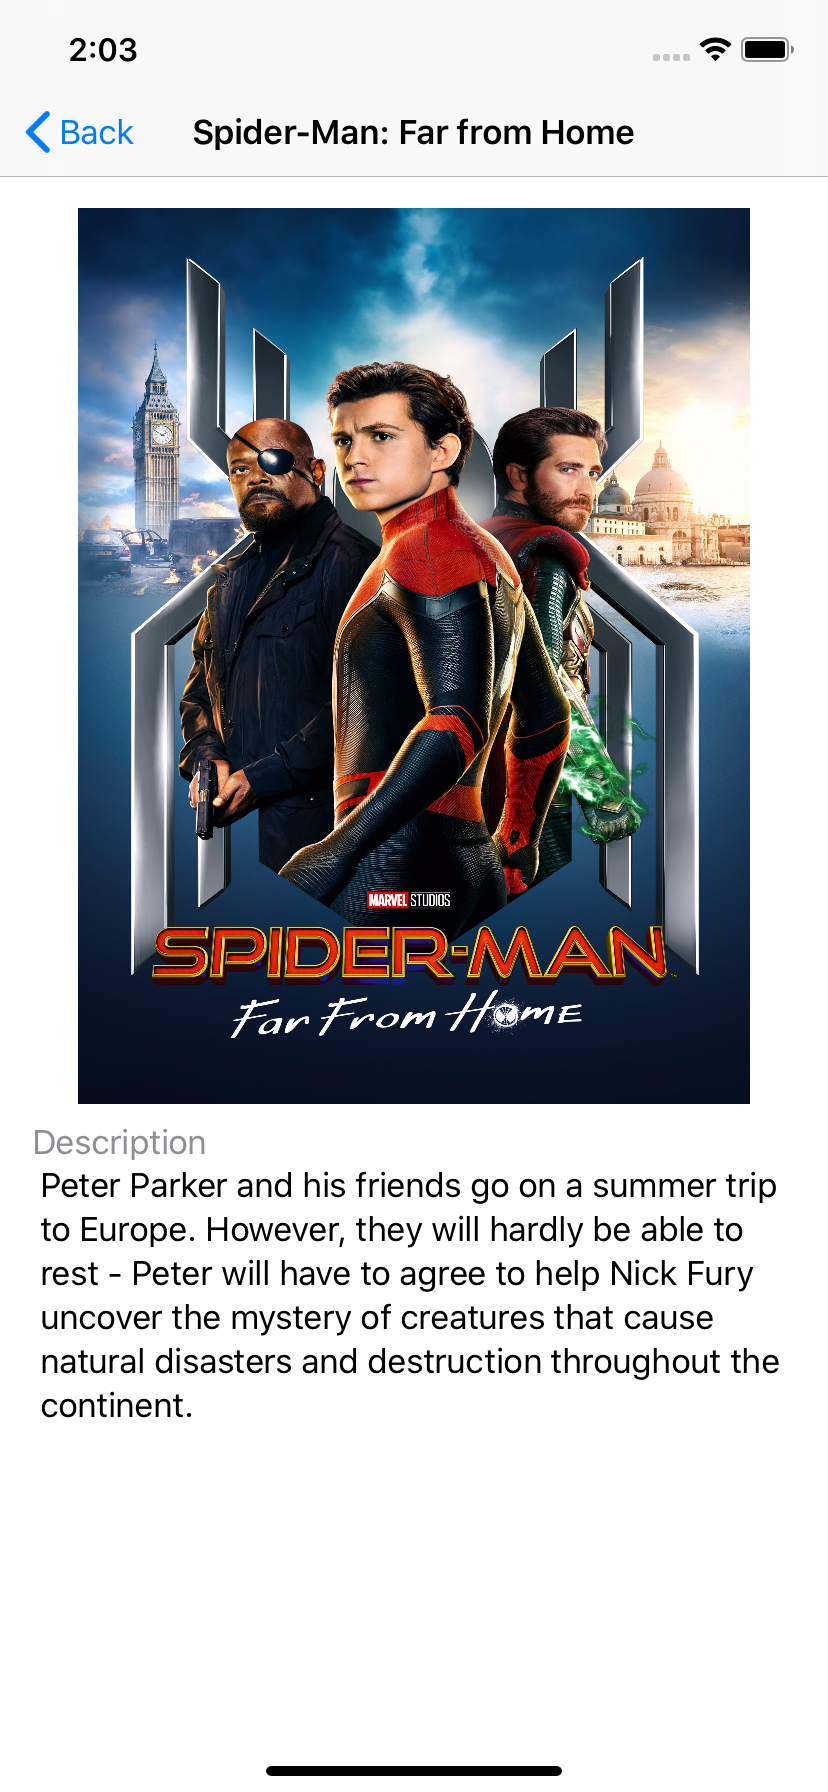 2:03
Back
Spider-Man: Far from Home
MARVEL STUDIOS
SPIDER-MAN
Far From Home
Description
Peter Parker and his friends go on a summer trip
to Europe. However, they will hardly be able to
rest - Peter will have to agree to help Nick Fury
uncover the mystery of creatures that cause
natural disasters and destruction throughout the
continent.